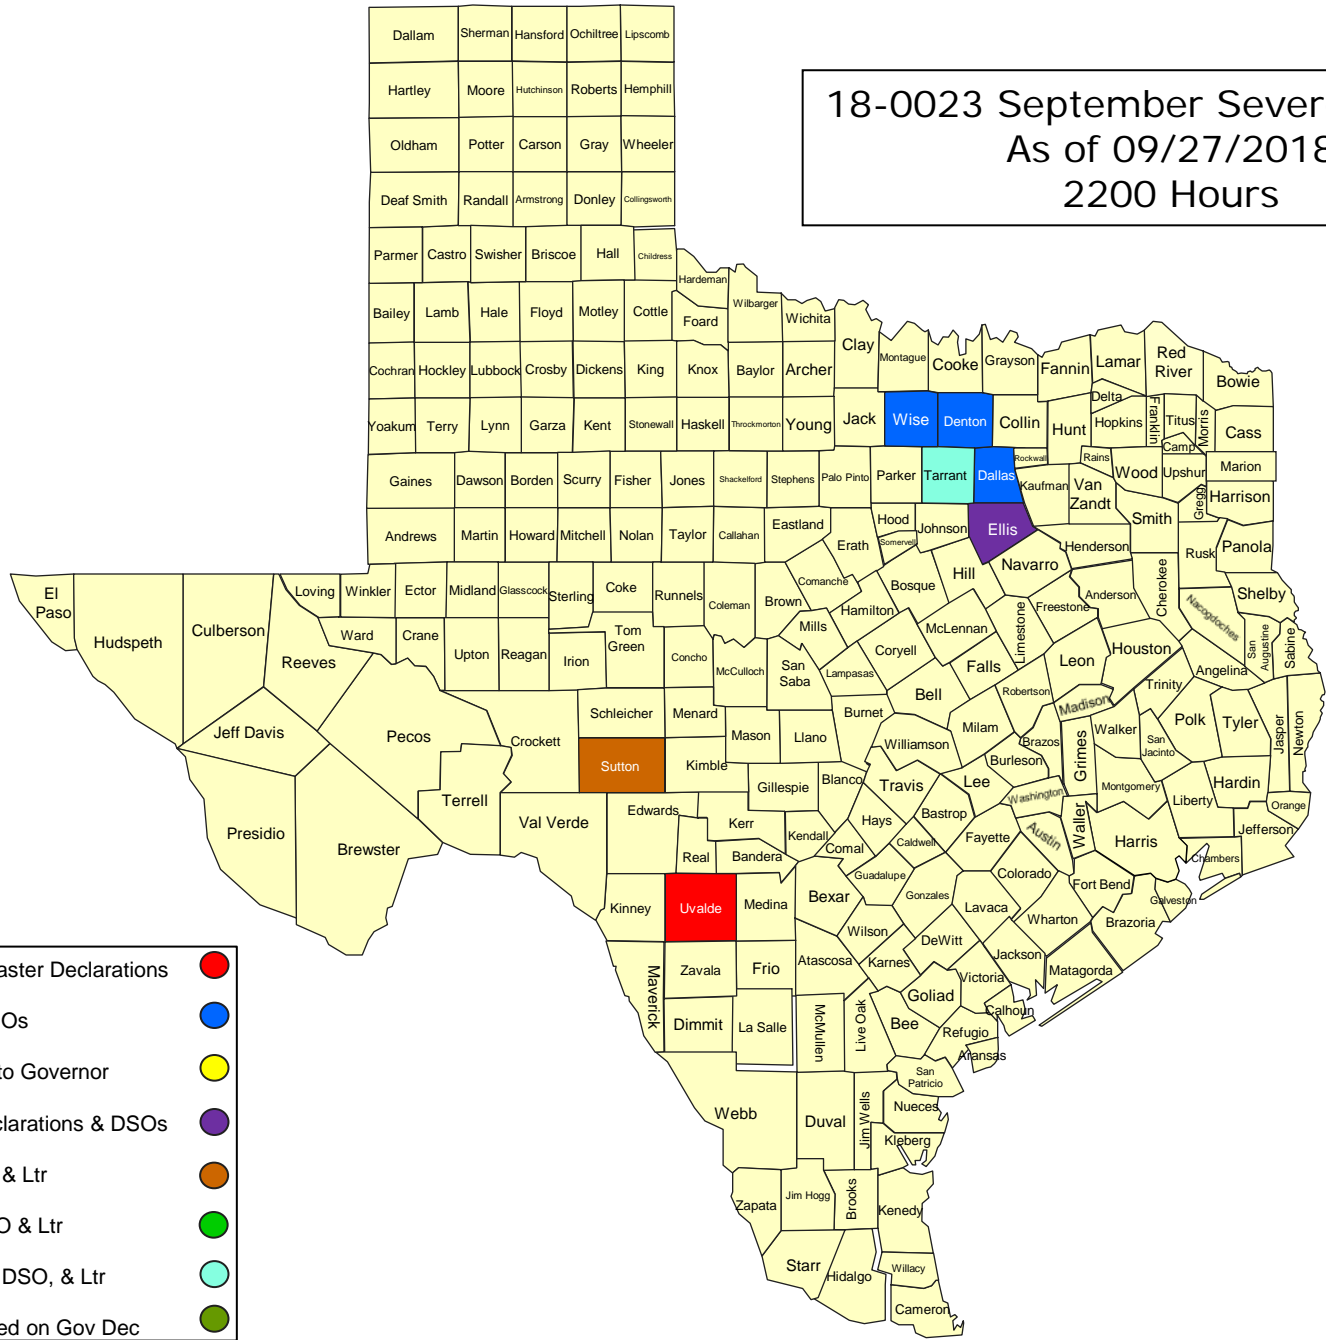 18-0023 September Sever
As of 09/27/2018
2200 Hours
Dallam Sherman Hansford Ochiltree Lipscomb
Hartley Moore Hutchinson Roberts Hemphill
Oldham Potter Carson Gray Wheeler
Deaf Smith Randall Armstrong Donley Collingsworth
Parmer Castro Swisher Briscoe Hall Childress
Hardeman
Bailey Lamb Hale Floyd Motley Cottle Foard Wilbarger Wichita
Clay Montague Cooke Grayson Fannin Lamar Red
River Bowie
Cochran Hockley Lubbock Crosby Dickens King Knox Baylor Archer
Delta
Yoakum Terry Lynn Garza Kent Stonewall Haskell Throckmorton Young Jack Wise Denton Collin Hunt Hopkins Franklin Titus Morris Cass
Camp
Rockwall Rains
Gaines Dawson Borden Scurry Fisher Jones Shackelford Stephens Palo Pinto Parker Tarrant Dallas Kaufman Van
Zandt Wood Upshur Marion
Gregg Harrison
Andrews Martin Howard Mitchell Nolan Taylor Callahan Eastland Erath Hood Somervell Johnson Ellis Henderson Smith Rusk Panola
El
Paso Hudspeth Culberson Loving Winkler Ector Midland Glasscock Sterling Coke Runnels Coleman Brown Comanche Hamilton Bosque Hill Navarro Freestone Anderson Cherokee Nacogdoches Shelby
Reeves Ward Crane Upton Reagan Irion Tom
Green Concho McCulloch San
Saba Mills Lampasas Coryell McLennan Limestone Falls Leon Houston Angelina San
Augustine Sabine
Jeff Davis Pecos Crockett Schleicher Menard Mason Llano Burnet Bell Milam Robertson Madison Trinity Polk Tyler Jasper Newton
Presidio Brewster Terrell Sutton Kimble Gillespie Blanco Williamson Travis Lee Burleson Brazos Grimes Walker San
Jacinto Montgomery Liberty Hardin Orange
Val Verde Edwards Kerr Kendall Hays Comal Caldwell Bastrop Fayette Washington Austin Waller Harris Chambers Jefferson
Real Bandera Guadalupe Gonzales Colorado Fort Bend Galveston
Kinney Uvalde Medina Bexar Wilson Lavaca Wharton Brazoria
Maverick Zavala Frio Atascosa Karnes DeWitt Jackson Matagorda
Dimmit La Salle McMullen Live Oak Bee Goliad Victoria Calhoun
Refugio Aransas
San
Patricio
Webb Duval Jim Wells Nueces
Kleberg
Zapata Jim Hogg Brooks Kenedy
Starr Hidalgo Willacy
Cameron
aster Declarations
Os
to Governor
clarations & DSOs
& Ltr
O & Ltr
DSO, & Ltr
ed on Gov Dec